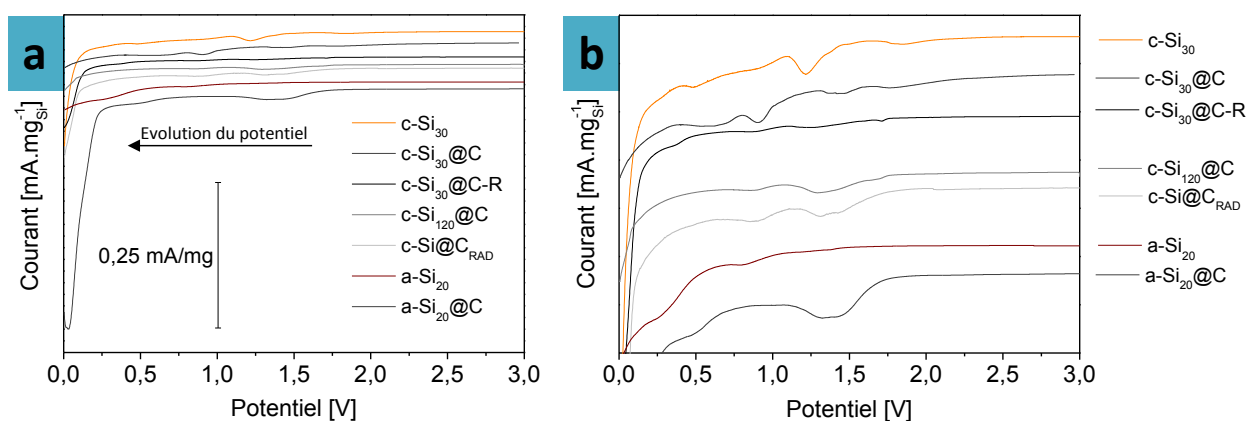 a
Courant [mA.mg⁻¹Si]
Evolution du potentiel
c-Si30
c-Si30@C
c-Si30@C-R
c-Si120@C
c-Si@CRAD
a-Si20
a-Si20@C
0,25 mA/mg
0,0 0,5 1,0 1,5 2,0 2,5 3,0
Potentiel [V]
b
Courant [mA.mg⁻¹Si]
c-Si30
c-Si30@C
c-Si30@C-R
c-Si120@C
c-Si@CRAD
a-Si20
a-Si20@C
0,0 0,5 1,0 1,5 2,0 2,5 3,0
Potentiel [V]